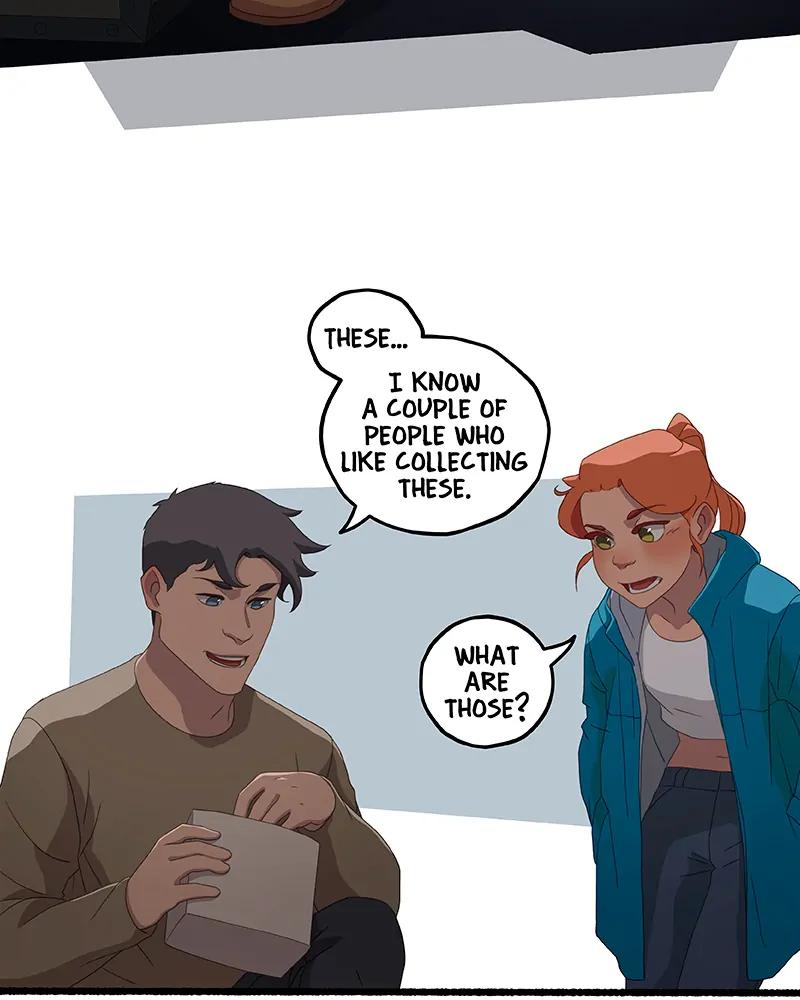 THESE...
I KNOW
A COUPLE OF
PEOPLE WHO
LIKE COLLECTING
THESE.
WHAT
ARE
THOSE?